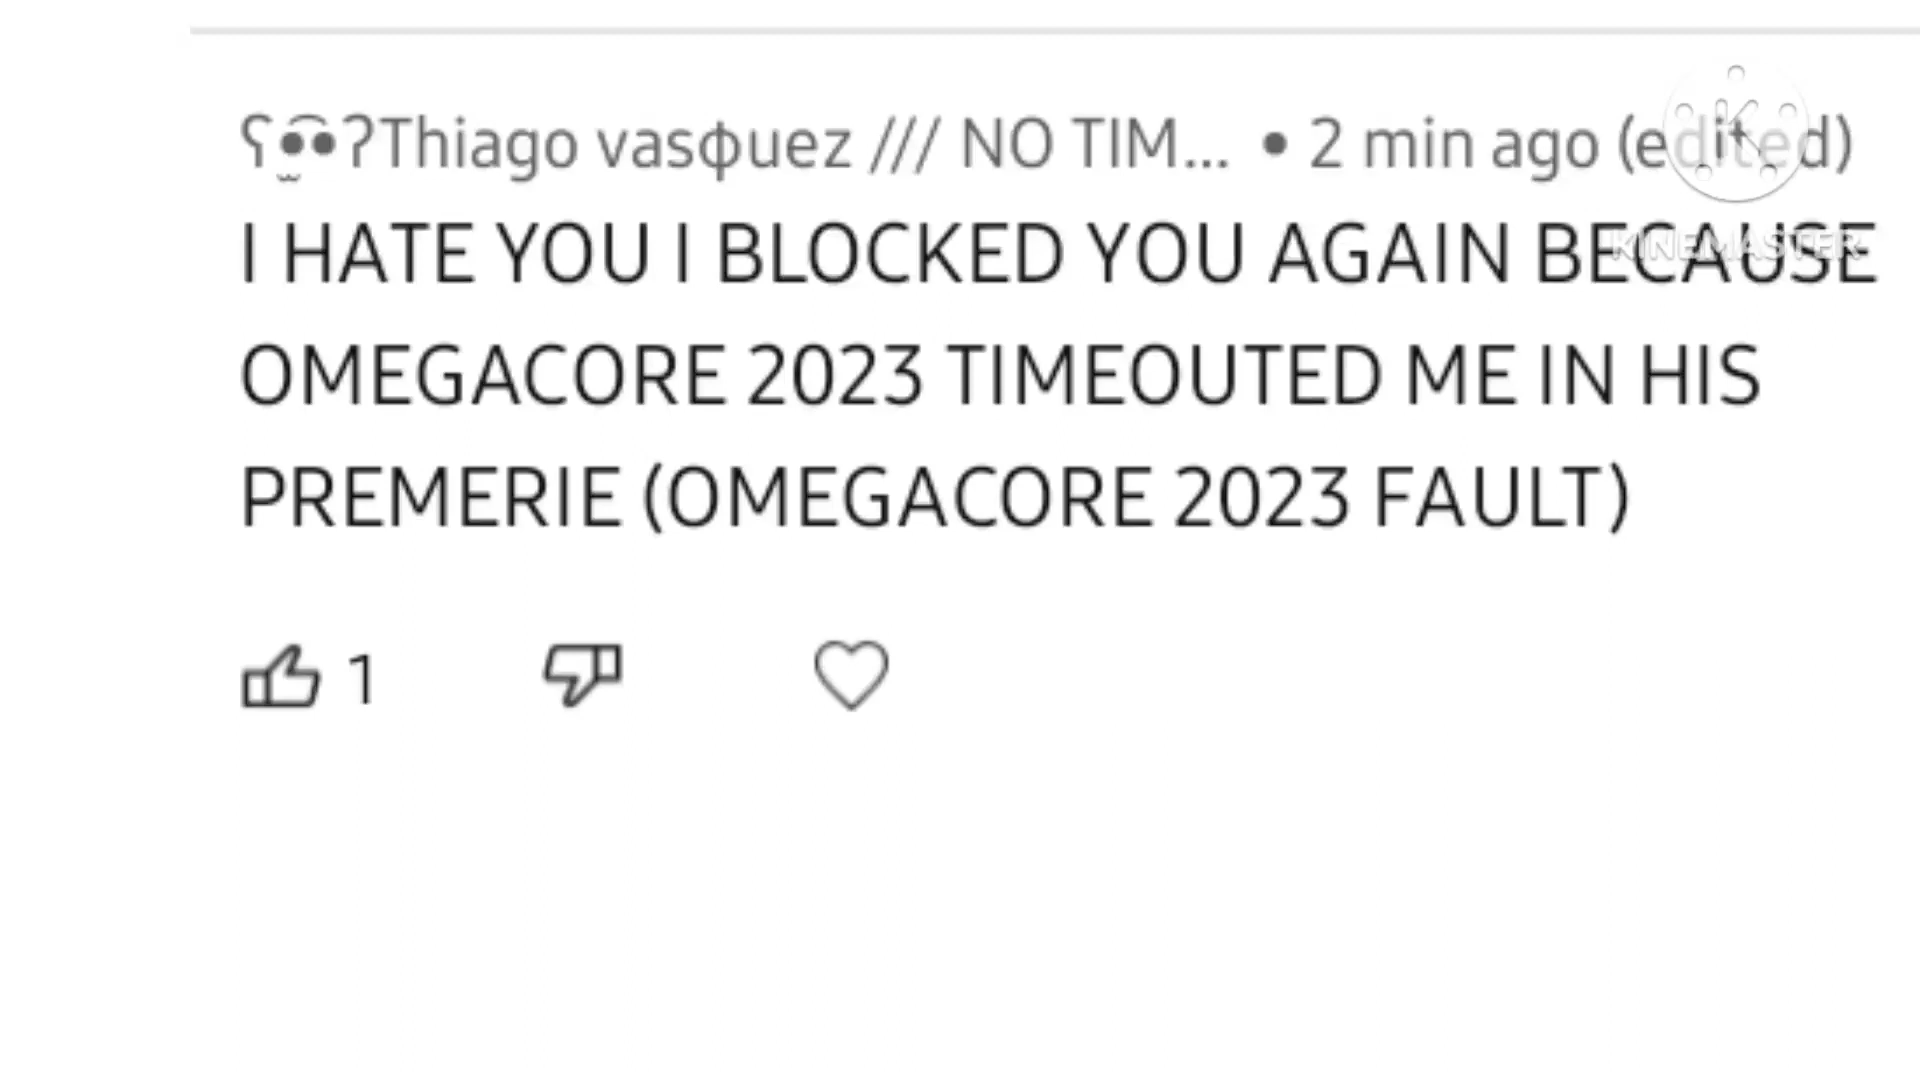 ʕ•̫͡•ʔThiago vasȹuez /// NO TIM... • 2 min ago (edited)
I HATE YOU I BLOCKED YOU AGAIN BECAUSE
OMEGACORE 2023 TIMEOUTED ME IN HIS
PREMERIE (OMEGACORE 2023 FAULT)
1
K
KINEMASTER